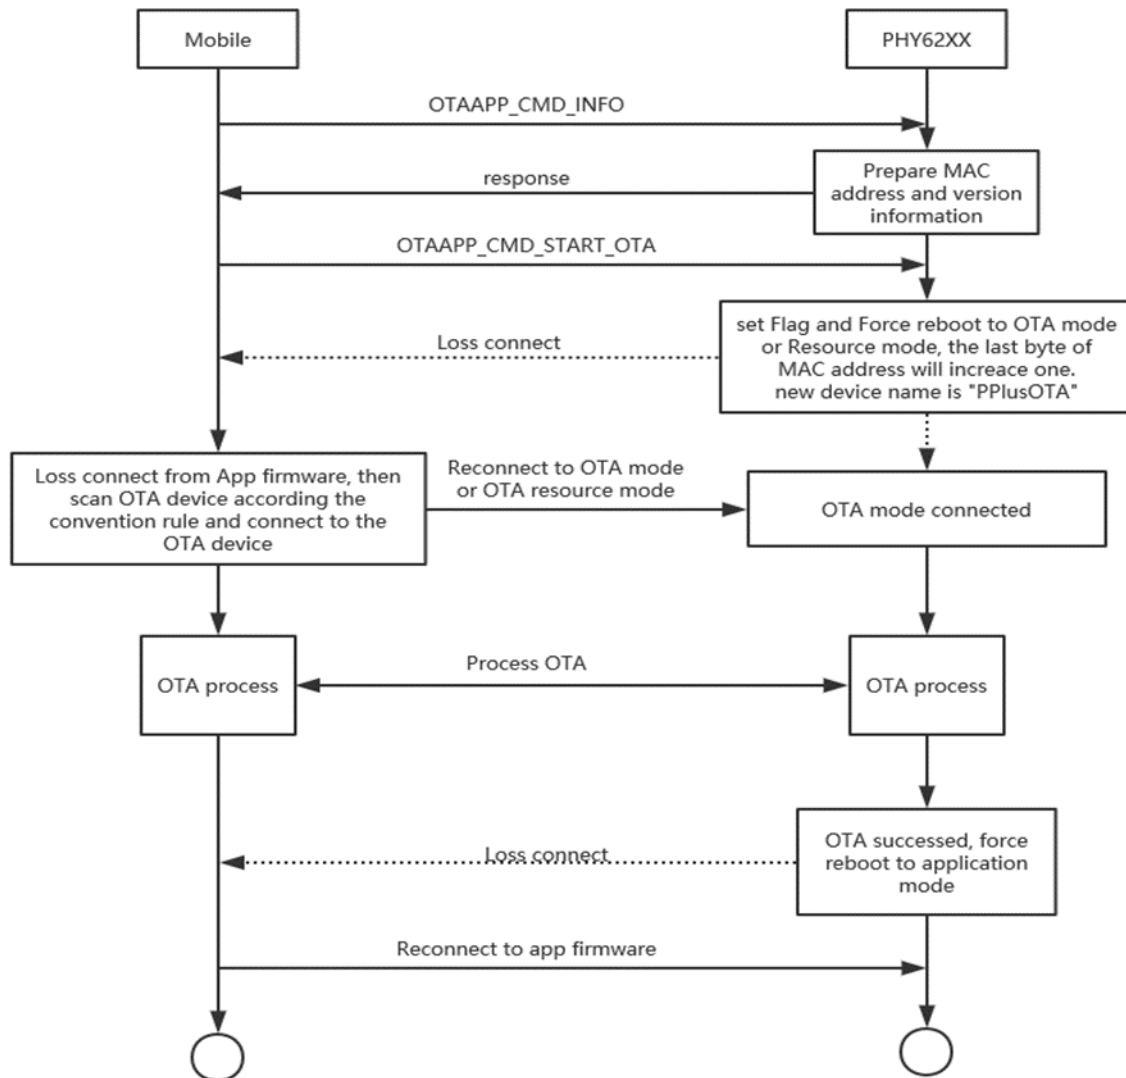 Mobile
PHY62XX
OTAAPP_CMD_INFO
Prepare MAC
address and version
information
response
OTAAPP_CMD_START_OTA
set Flag and Force reboot to OTA mode
or Resource mode, the last byte of
MAC address will increace one.
new device name is "PPlusOTA"
Loss connect
Loss connect from App firmware, then
scan OTA device according the
convention rule and connect to the
OTA device
Reconnect to OTA mode
or OTA resource mode
OTA mode connected
OTA process
Process OTA
OTA process
OTA successed, force
reboot to application
mode
Loss connect
Reconnect to app firmware